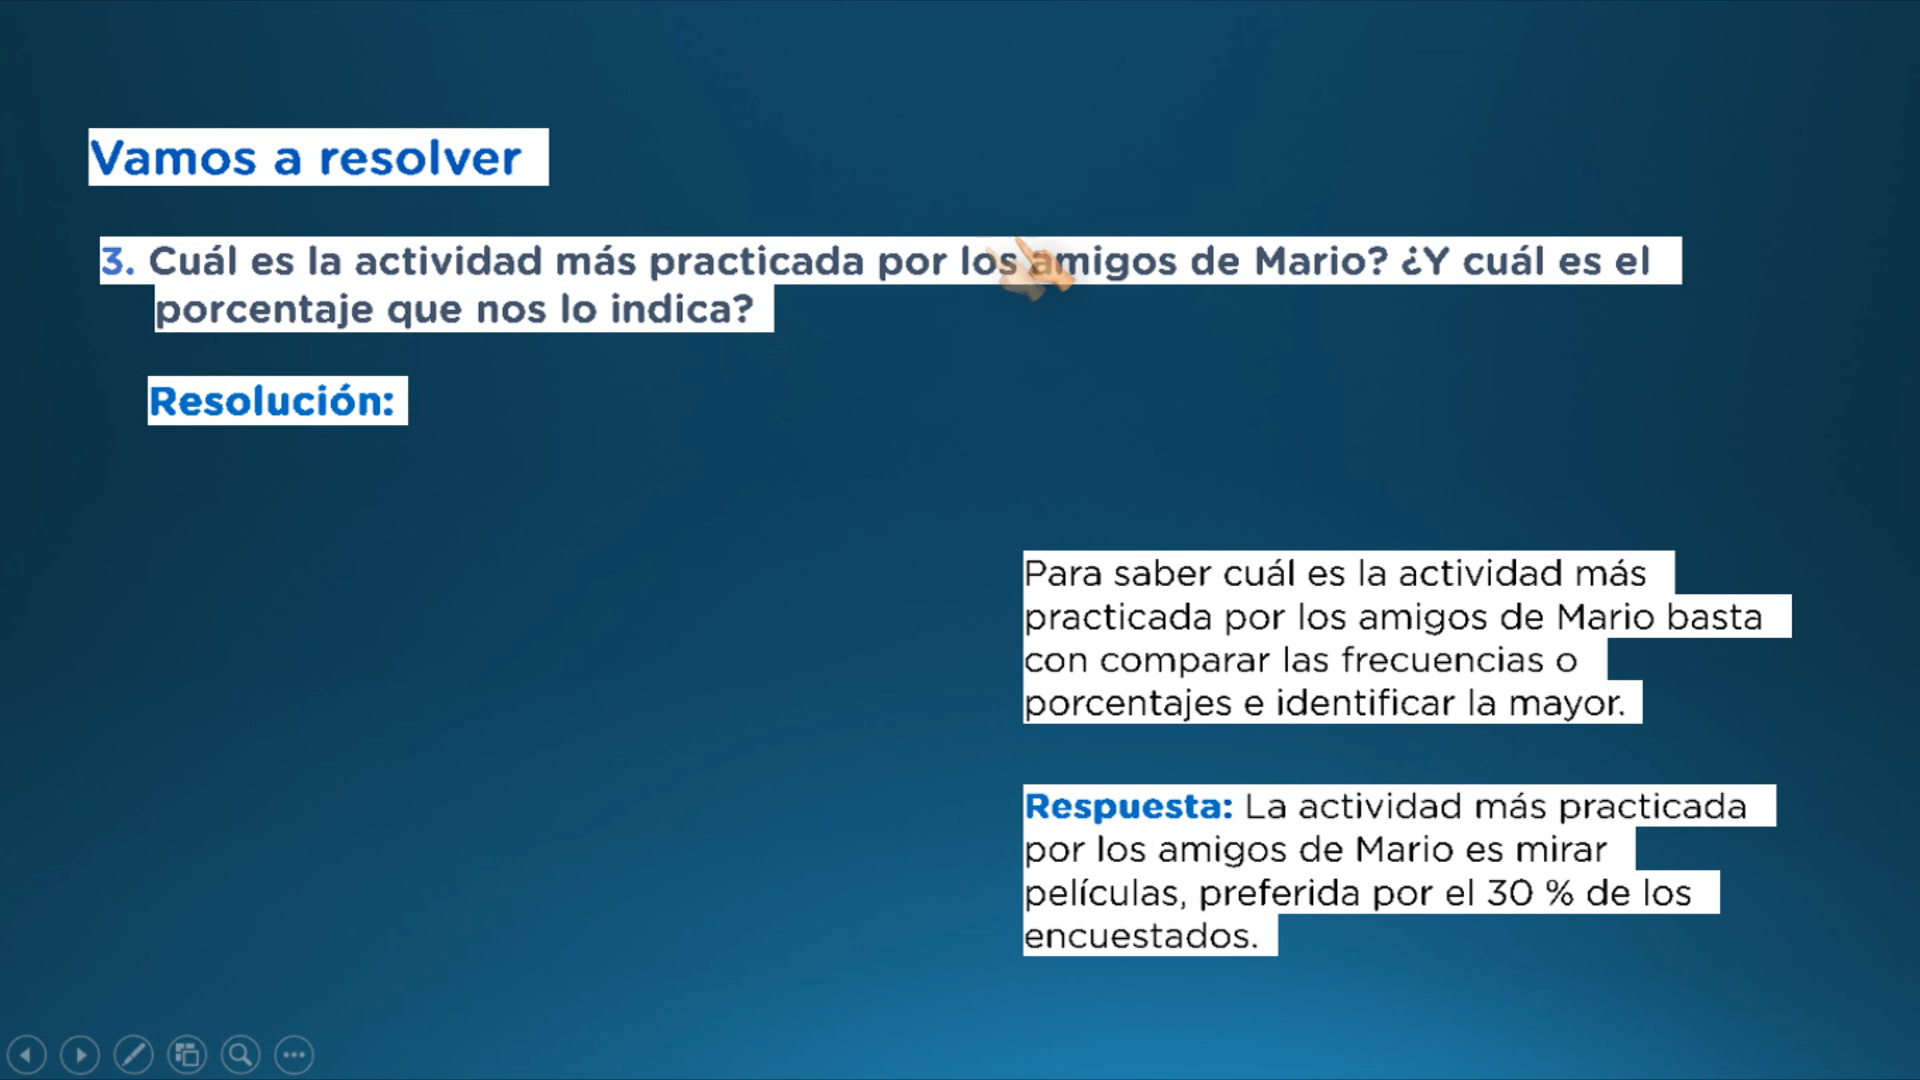 Vamos a resolver
3. Cuál es la actividad más practicada por los amigos de Mario? ¿Y cuál es el
porcentaje que nos lo indica?
Resolución:
Para saber cuál es la actividad más
practicada por los amigos de Mario basta
con comparar las frecuencias o
porcentajes e identificar la mayor.
Respuesta: La actividad más practicada
por los amigos de Mario es mirar
películas, preferida por el 30 % de los
encuestados.